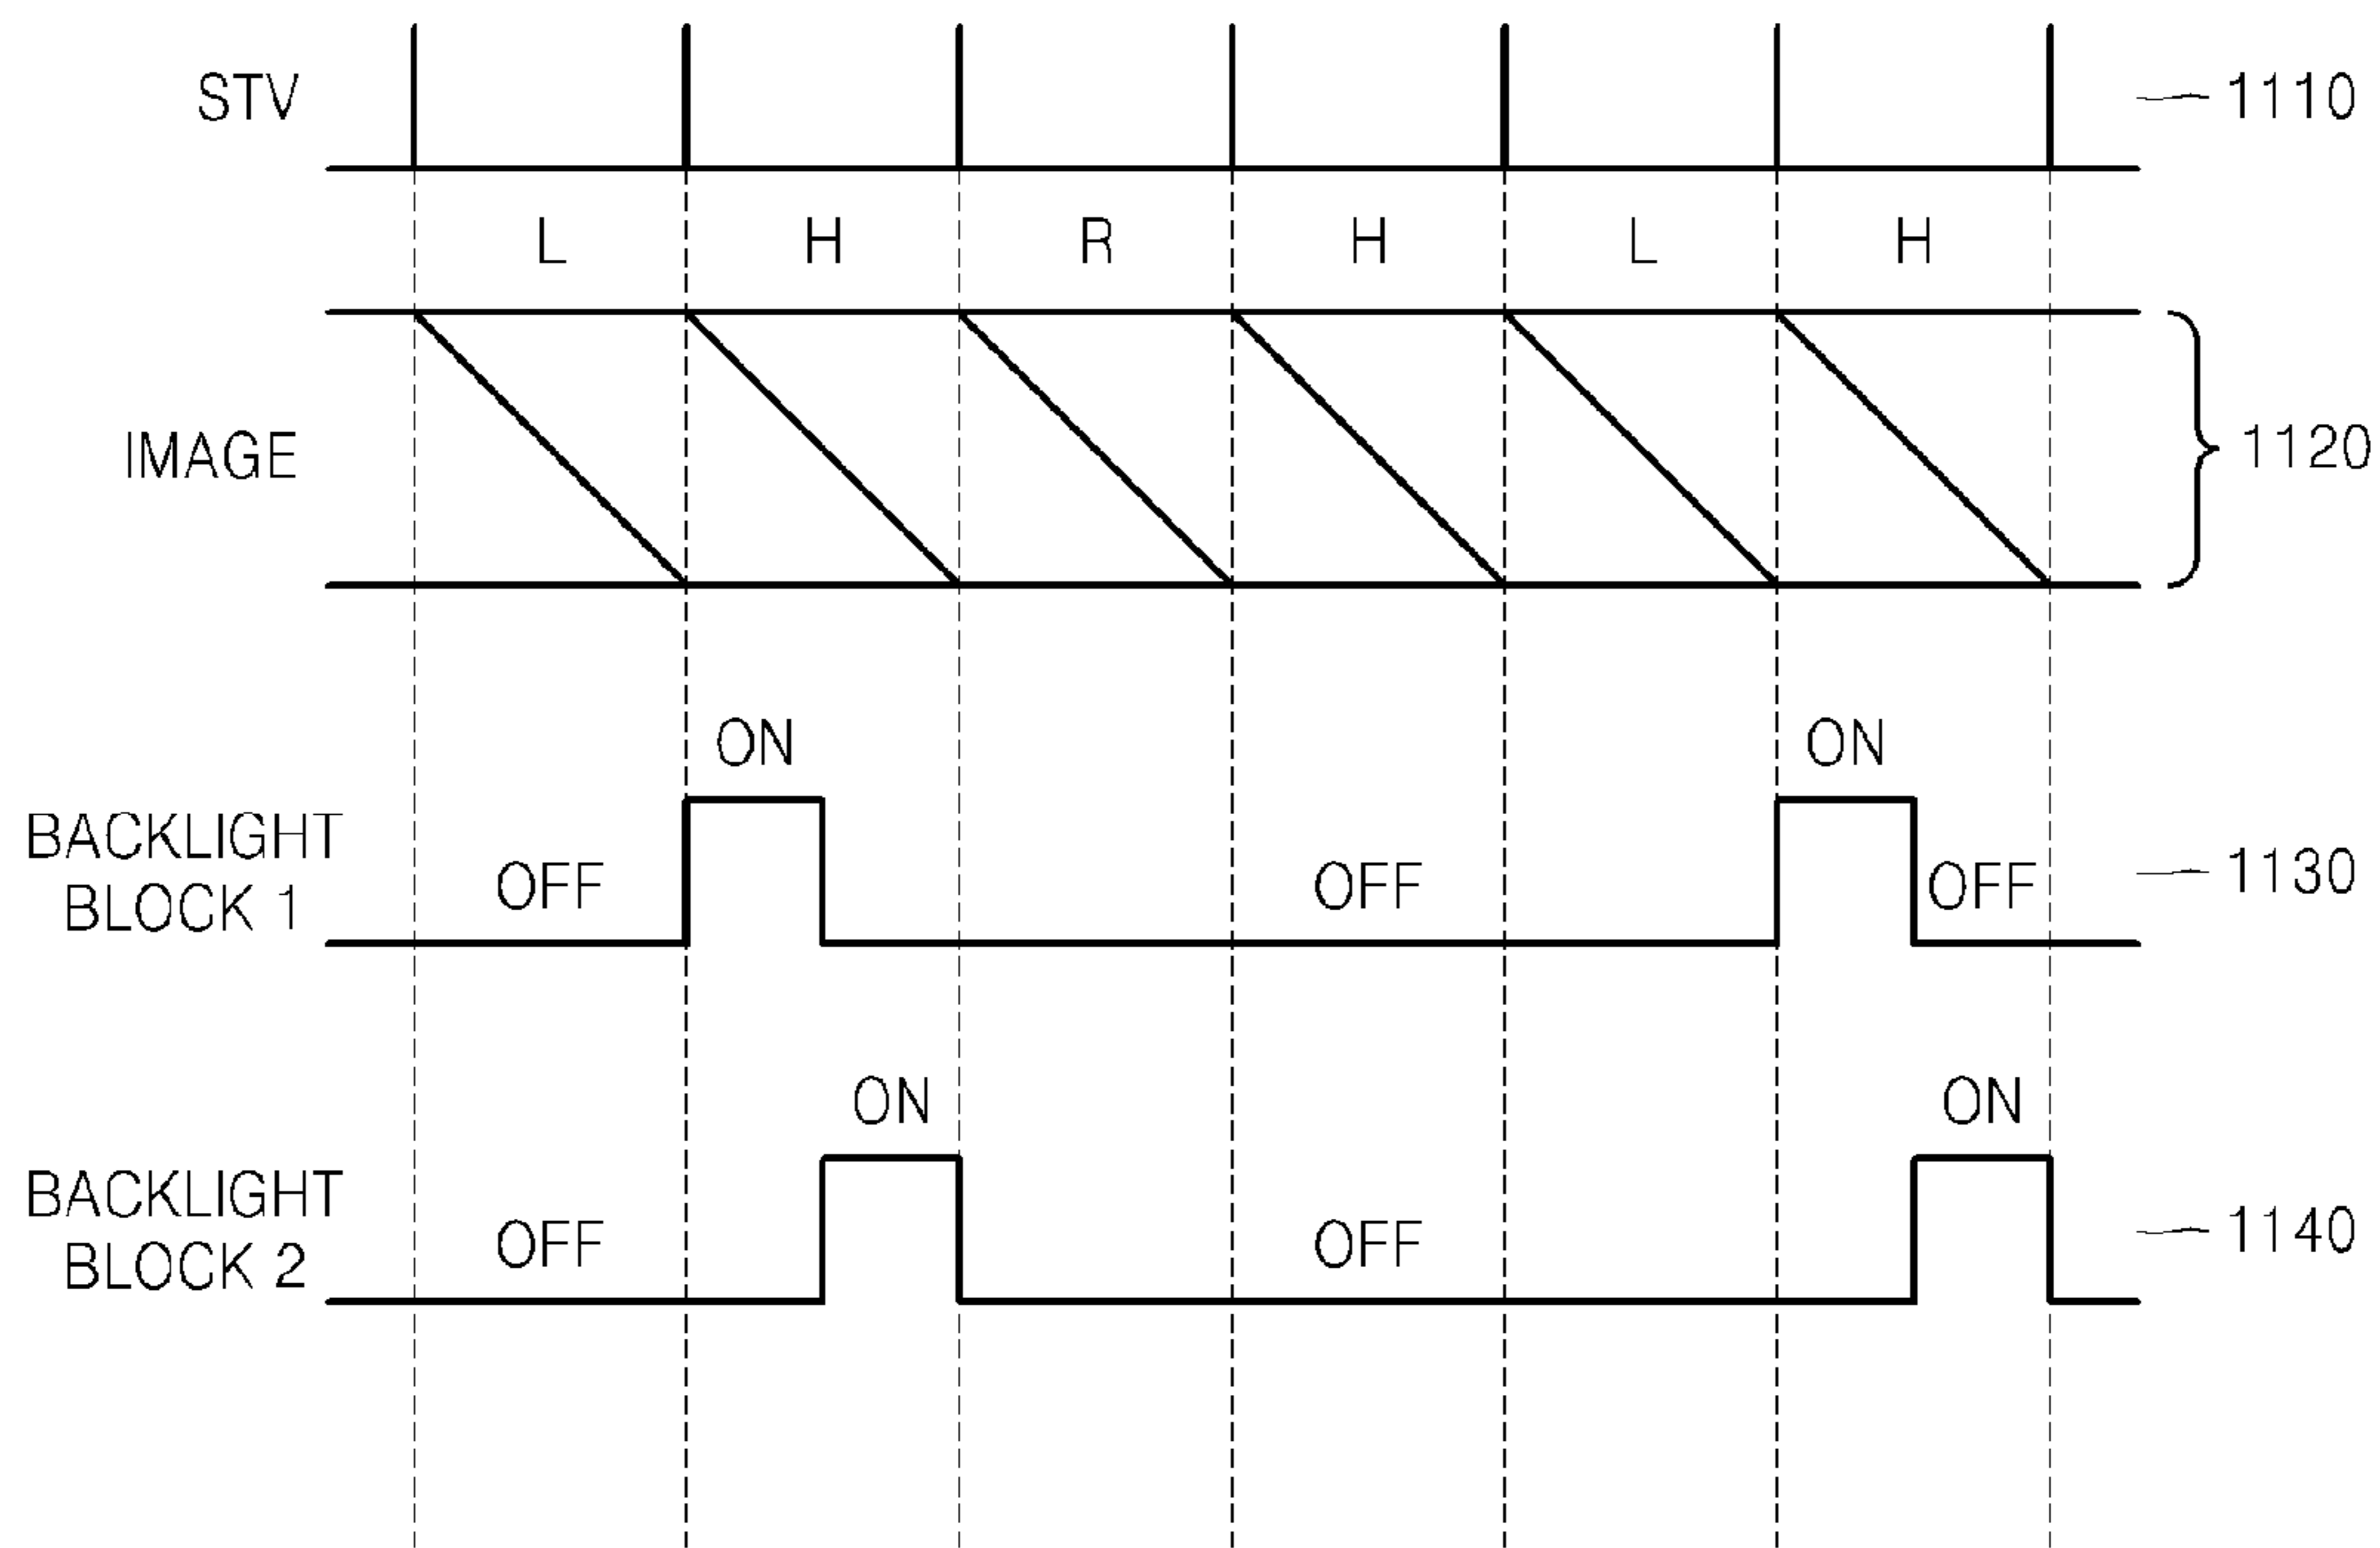 STV
1110
L H R H L H
IMAGE
1120
ON ON
BACKLIGHT
BLOCK 1
OFF OFF OFF
1130
ON ON
BACKLIGHT
BLOCK 2
OFF OFF
1140